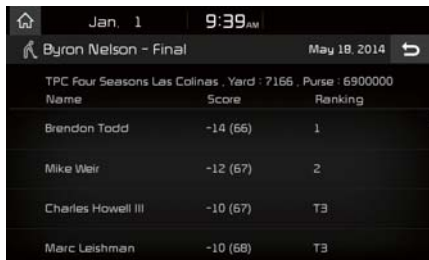 Jan. 1 9:39 AM
Byron Nelson - Final May 18, 2014
TPC Four Seasons Las Colinas , Yard : 7166 , Purse : 6900000
Name Score Ranking
Brendon Todd -14 (66) 1
Mike Weir -12 (67) 2
Charles Howell III -10 (67) T3
Marc Leishman -10 (68) T3